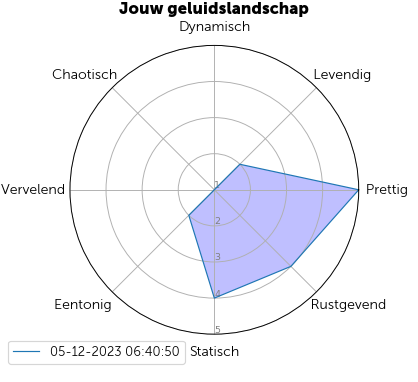 Jouw geluidslandschap
Dynamisch
Chaotisch
Levendig
Vervelend
Prettig
1
2
3
4
5
Eentonig
Rustgevend
05-12-2023 06:40:50
Statisch